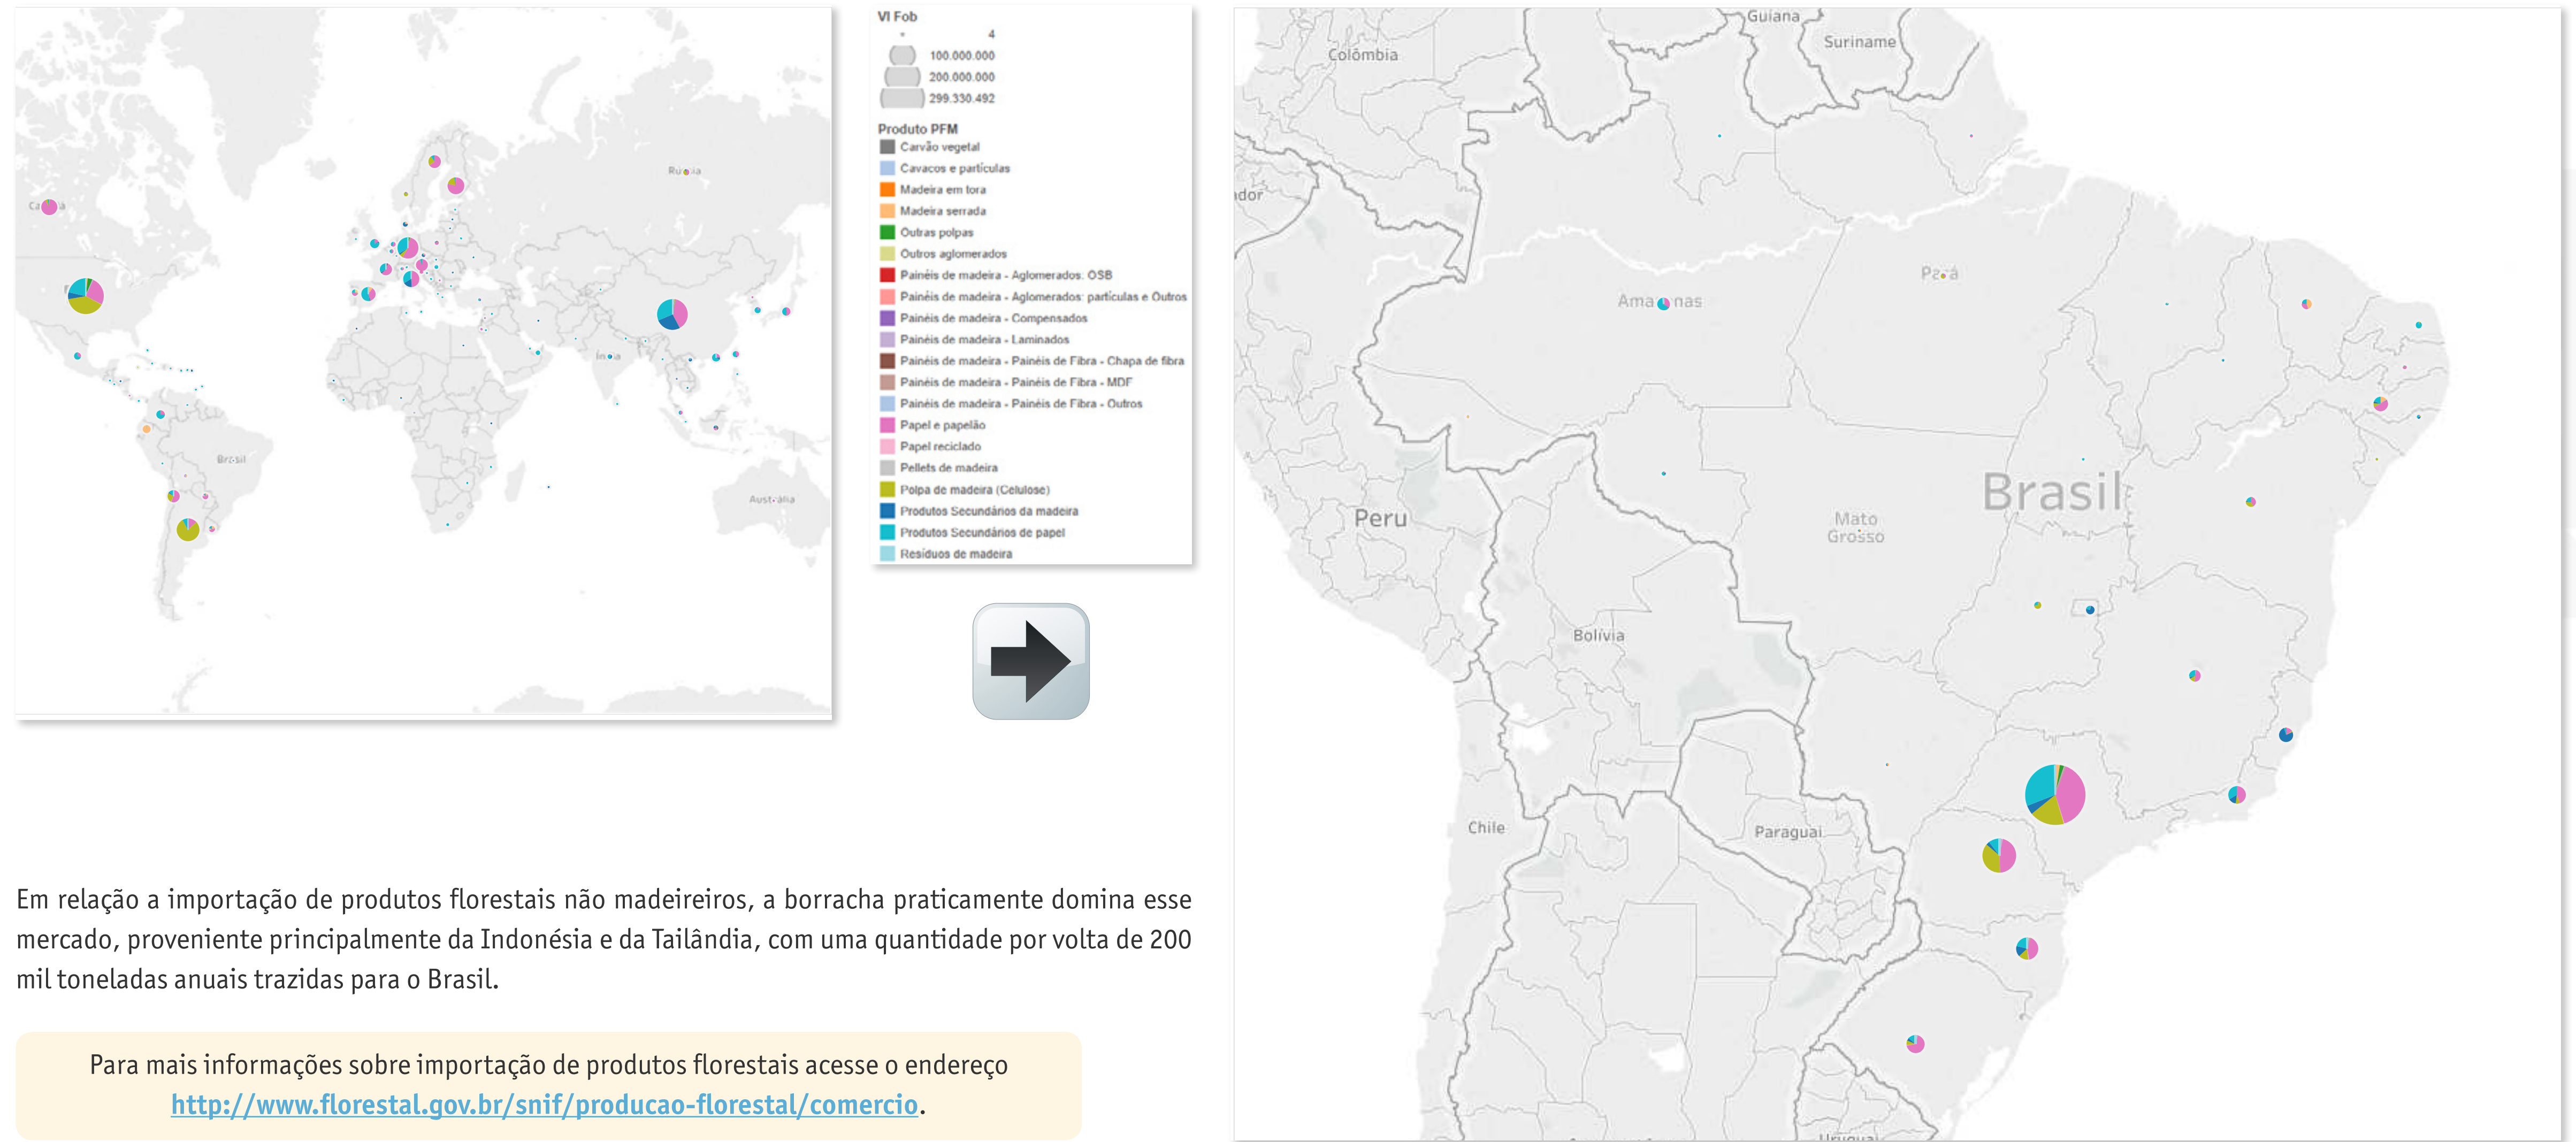 Rússia
Canadá
Índia
Brasil
Austrália
Vl Fob
4
100.000.000
200.000.000
299.330.492
Produto PFM
Carvão vegetal
Cavacos e partículas
Madeira em tora
Madeira serrada
Outras polpas
Outros aglomerados
Painéis de madeira - Aglomerados: OSB
Painéis de madeira - Aglomerados: partículas e Outros
Painéis de madeira - Compensados
Painéis de madeira - Laminados
Painéis de madeira - Painéis de Fibra - Chapa de fibra
Painéis de madeira - Painéis de Fibra - MDF
Painéis de madeira - Painéis de Fibra - Outros
Papel e papelão
Papel reciclado
Pellets de madeira
Polpa de madeira (Celulose)
Produtos Secundários da madeira
Produtos Secundários de papel
Resíduos de madeira
Guiana
Suriname
Colômbia
ador
Pará
Amazonas
Brasil
Peru
Mato
Grosso
Bolívia
Chile
Paraguai
Uruguai
Em relação a importação de produtos florestais não madeireiros, a borracha praticamente domina esse
mercado, proveniente principalmente da Indonésia e da Tailândia, com uma quantidade por volta de 200
mil toneladas anuais trazidas para o Brasil.
Para mais informações sobre importação de produtos florestais acesse o endereço
http://www.florestal.gov.br/snif/producao-florestal/comercio.